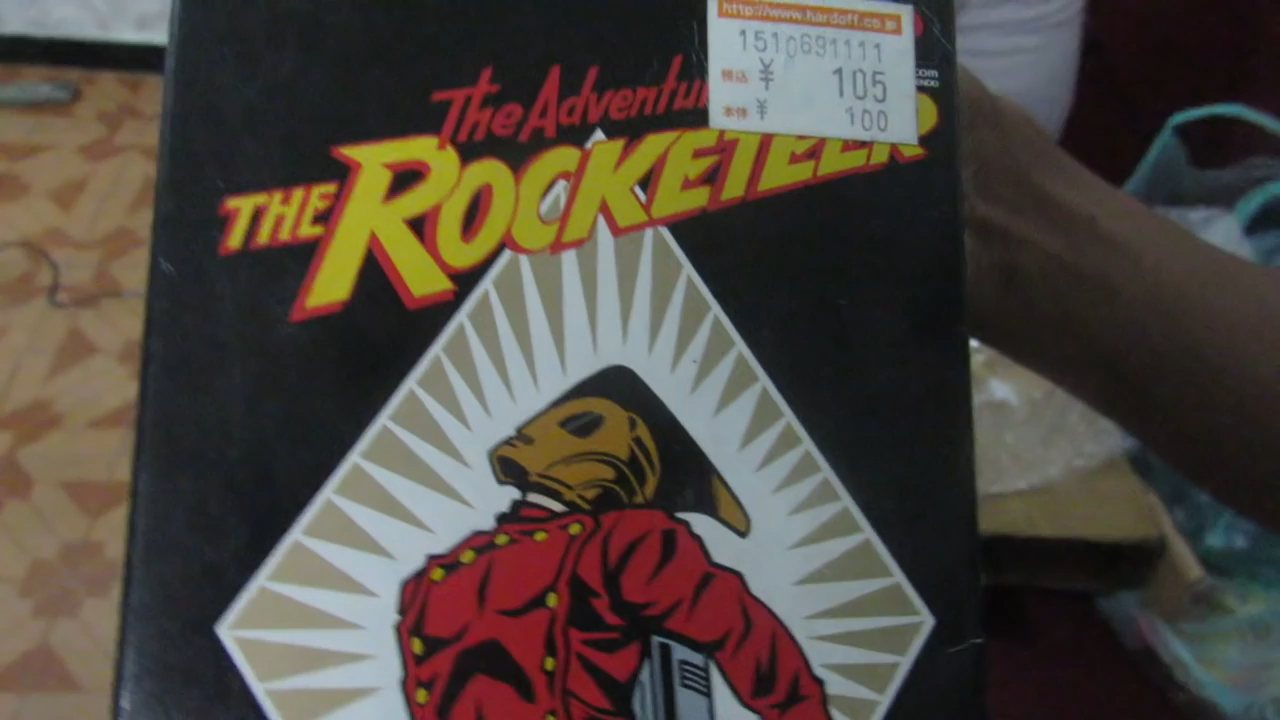 http://www.hardoff.co.jp
1510691111
税込 ¥ 105
本体 ¥ 100
The Adventu
THE ROCKETEER